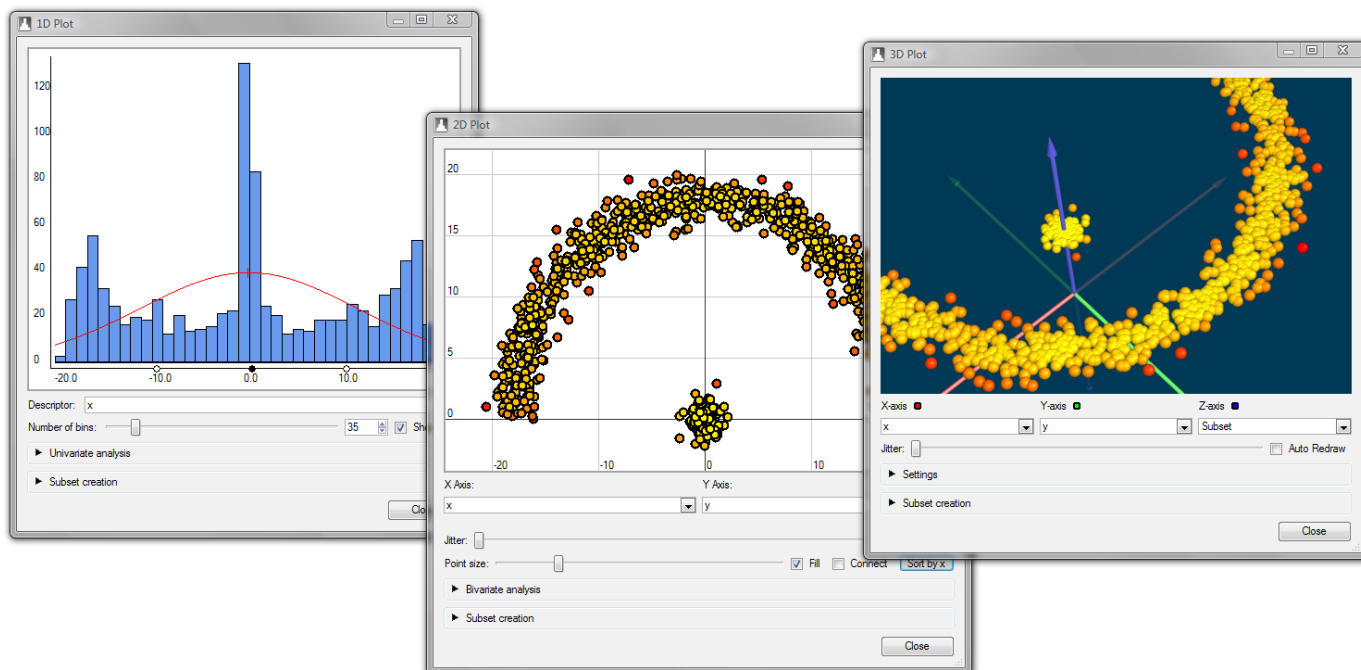 1D Plot
120
100
80
60
40
20
0
-20.0 -10.0 0.0 10.0
Descriptor: x
Number of bins: 35
Univariate analysis
Subset creation
2D Plot
20
15
10
5
0
-20 -10 0 10
X Axis: Y Axis:
x y
Jitter:
Point size: Fill Connect Sort by x
Bivariate analysis
Subset creation
Close
3D Plot
X-axis Y-axis Z-axis
x y Subset
Jitter: Auto Redraw
Settings
Subset creation
Close